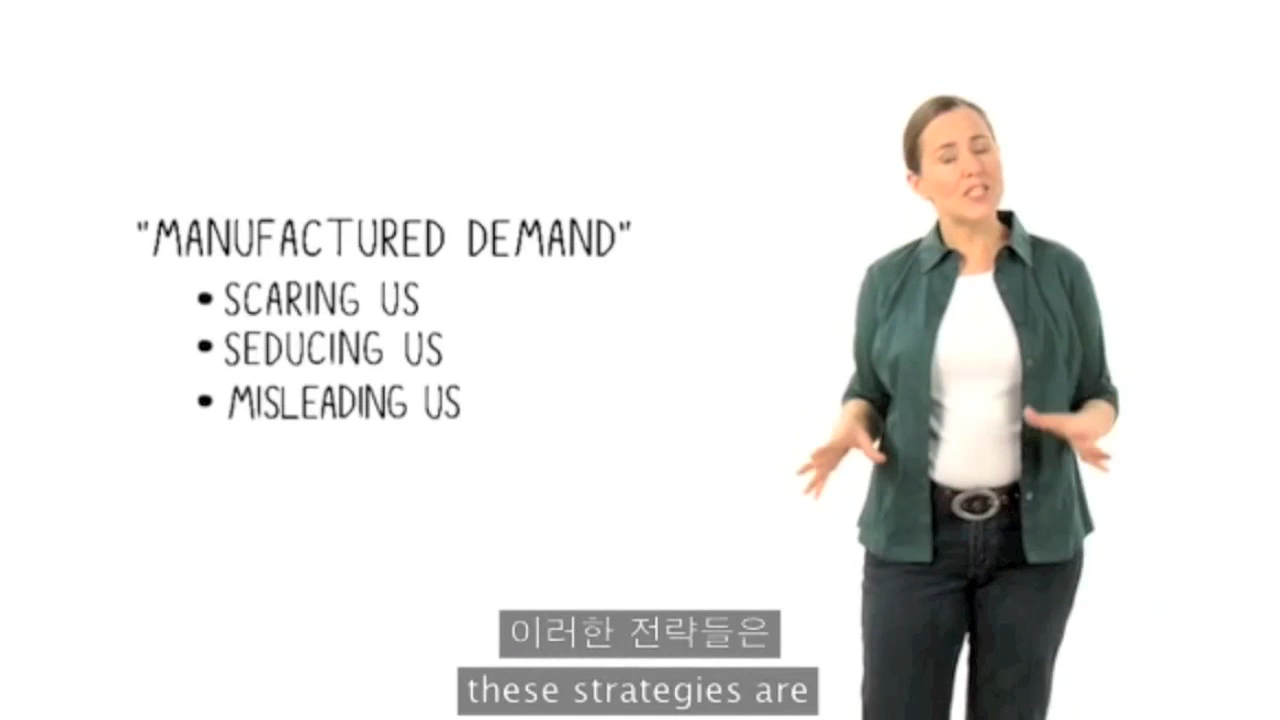 "MANUFACTURED DEMAND"
• SCARING US
• SEDUCING US
• MISLEADING US
이러한 전략들은
these strategies are